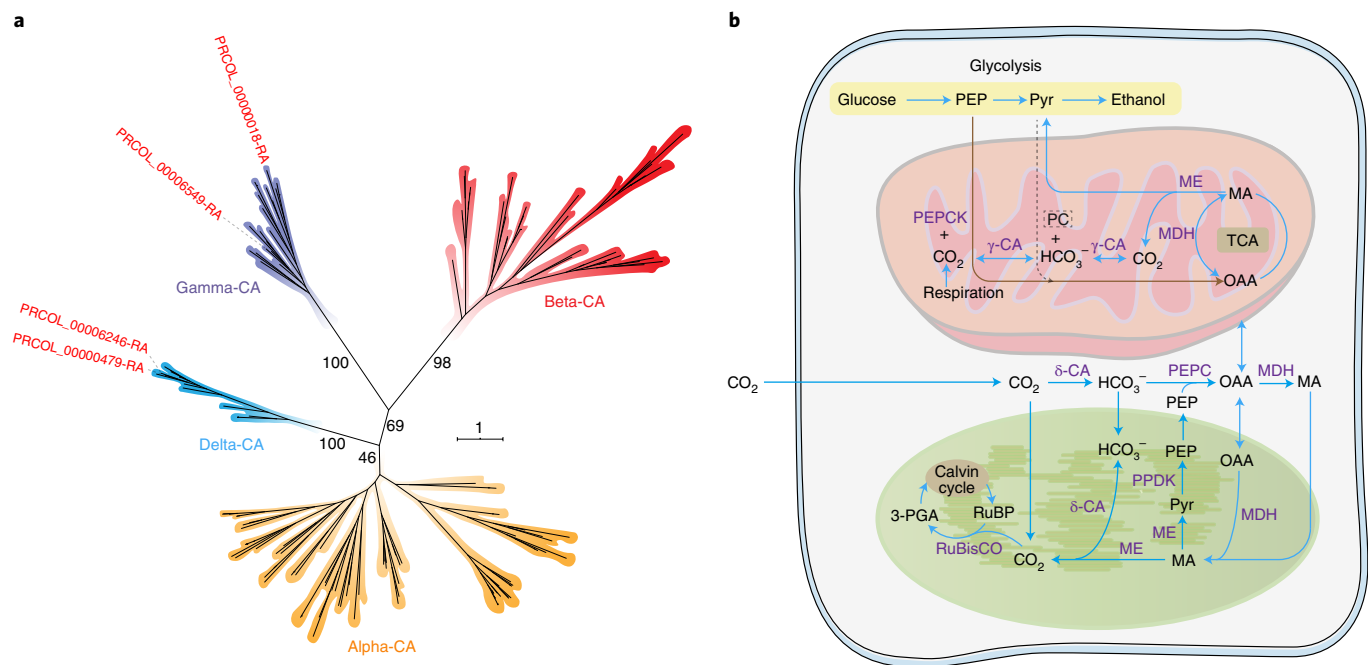 a
PRCOL_00000018-RA
PRCOL_00006549-RA
Gamma-CA
Beta-CA
PRCOL_00006246-RA
PRCOL_00000479-RA
Delta-CA
100
98
100
69
46
1
Alpha-CA
b
Glycolysis
Glucose PEP Pyr Ethanol
ME MA
PEPCK PC MDH TCA
+ +
CO₂ γ-CA HCO₃⁻ γ-CA CO₂
Respiration OAA
CO₂ CO₂ δ-CA HCO₃⁻ PEPC OAA MDH MA
PEP
HCO₃⁻ PEP OAA
Calvin
cycle
PPDK
3-PGA RuBP δ-CA Pyr MDH
RuBisCO ME
CO₂ ME MA